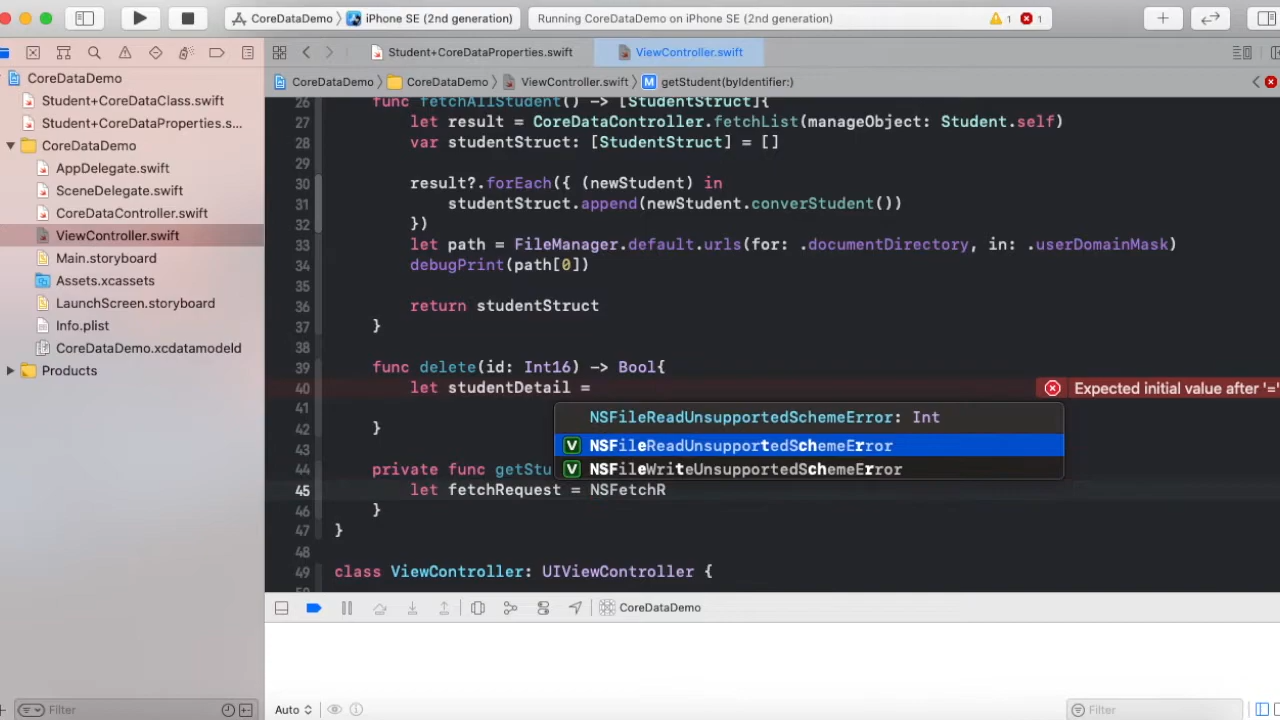 CoreDataDemo
iPhone SE (2nd generation)
Running CoreDataDemo on iPhone SE (2nd generation)
1
1
Student+CoreDataProperties.swift
ViewController.swift
CoreDataDemo
CoreDataDemo
CoreDataDemo
ViewController.swift
M
getStudent(byIdentifier:)
Student+CoreDataClass.swift
Student+CoreDataProperties.s...
CoreDataDemo
AppDelegate.swift
SceneDelegate.swift
CoreDataController.swift
ViewController.swift
Main.storyboard
Assets.xcassets
LaunchScreen.storyboard
Info.plist
CoreDataDemo.xcdatamodeld
Products
26 func fetchAllStudent() -> [StudentStruct]{
27 let result = CoreDataController.fetchList(manageObject: Student.self)
28 var studentStruct: [StudentStruct] = []
29
30 result?.forEach({ (newStudent) in
31 studentStruct.append(newStudent.converStudent())
32 })
33 let path = FileManager.default.urls(for: .documentDirectory, in: .userDomainMask)
34 debugPrint(path[0])
35
36 return studentStruct
37 }
38
39 func delete(id: Int16) -> Bool{
40 let studentDetail =
Expected initial value after '='
41
42 }
43
44 private func getStu
45 let fetchRequest = NSFetchR
46 }
47 }
48
49 class ViewController: UIViewController {
NSFileReadUnsupportedSchemeError: Int
V NSFileReadUnsupportedSchemeError
V NSFileWriteUnsupportedSchemeError
CoreDataDemo
Filter
Auto
Filter